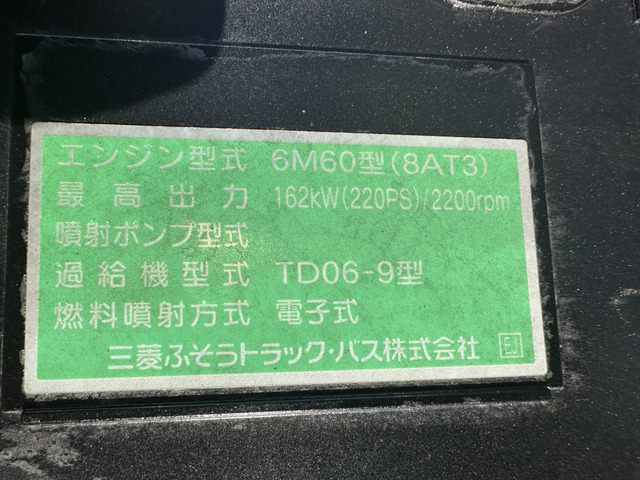 エンジン型式 6M60型(8AT3)
最高出力 162kW(220PS)/2200rpm
噴射ポンプ型式
過給機型式 TD06-9型
燃料噴射方式 電子式
三菱ふそうトラック・バス株式会社 EJ